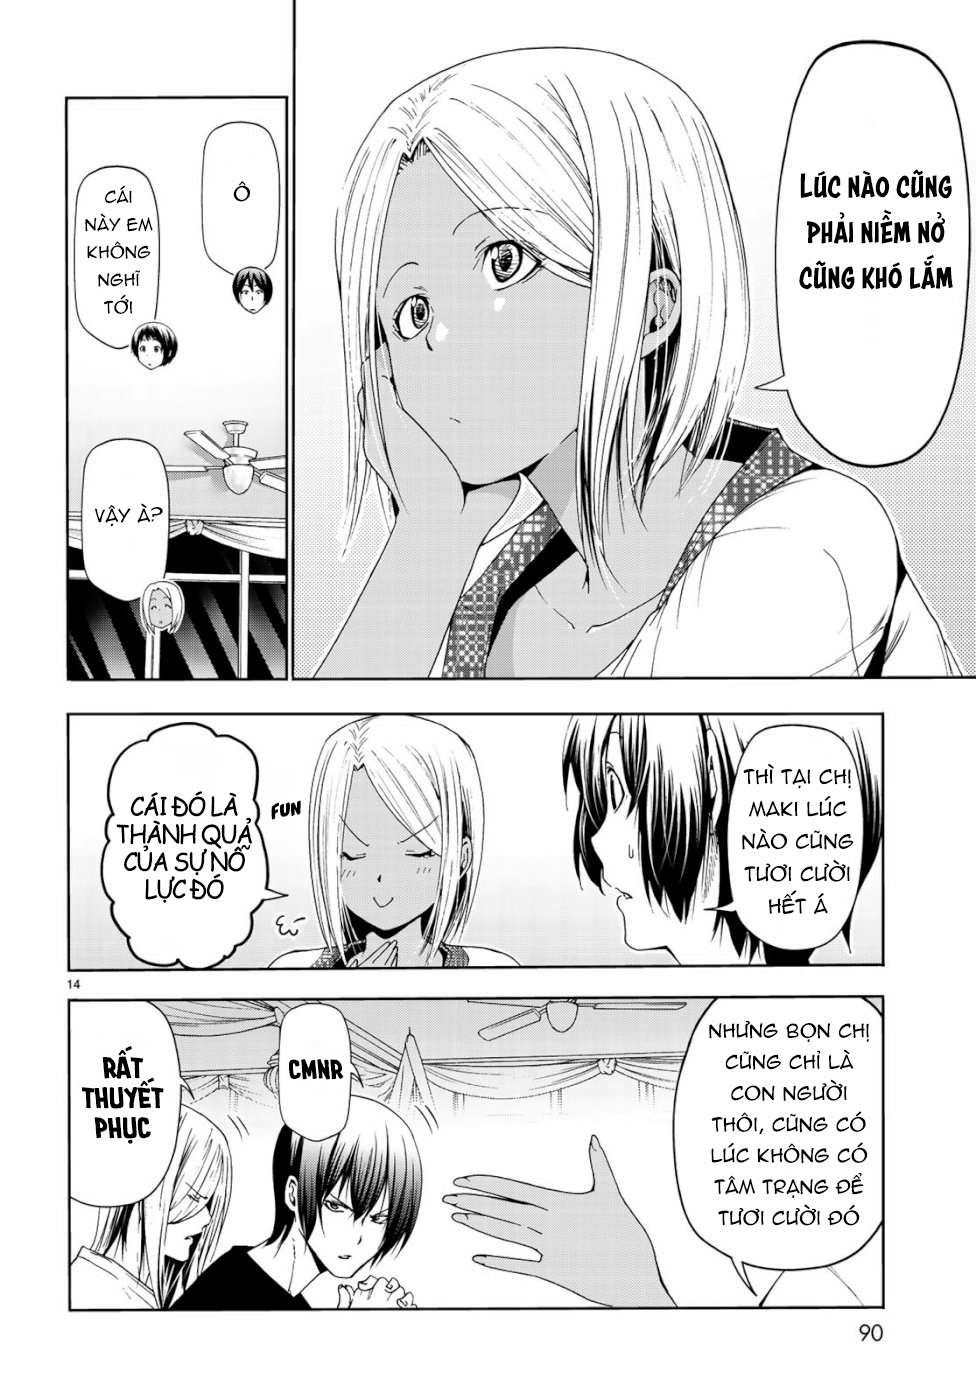 LÚC NÀO CŨNG
PHẢI NIỀM NỞ
CŨNG KHÓ LẮM
Ô
CÁI
NÀY EM
KHÔNG
NGHĨ
TỚI
VẬY À?
THÌ TẠI CHỊ
MAKI LÚC
NÀO CŨNG
TƯƠI CƯỜI
HẾT Á
FUN
CÁI ĐÓ LÀ
THÀNH QUẢ
CỦA SỰ NỖ
LỰC ĐÓ
14
NHƯNG BỌN CHỊ
CŨNG CHỈ LÀ
CON NGƯỜI
THÔI, CŨNG CÓ
LÚC KHÔNG CÓ
TÂM TRẠNG ĐỂ
TƯƠI CƯỜI ĐÓ
CMNR
RẤT
THUYẾT
PHỤC
90